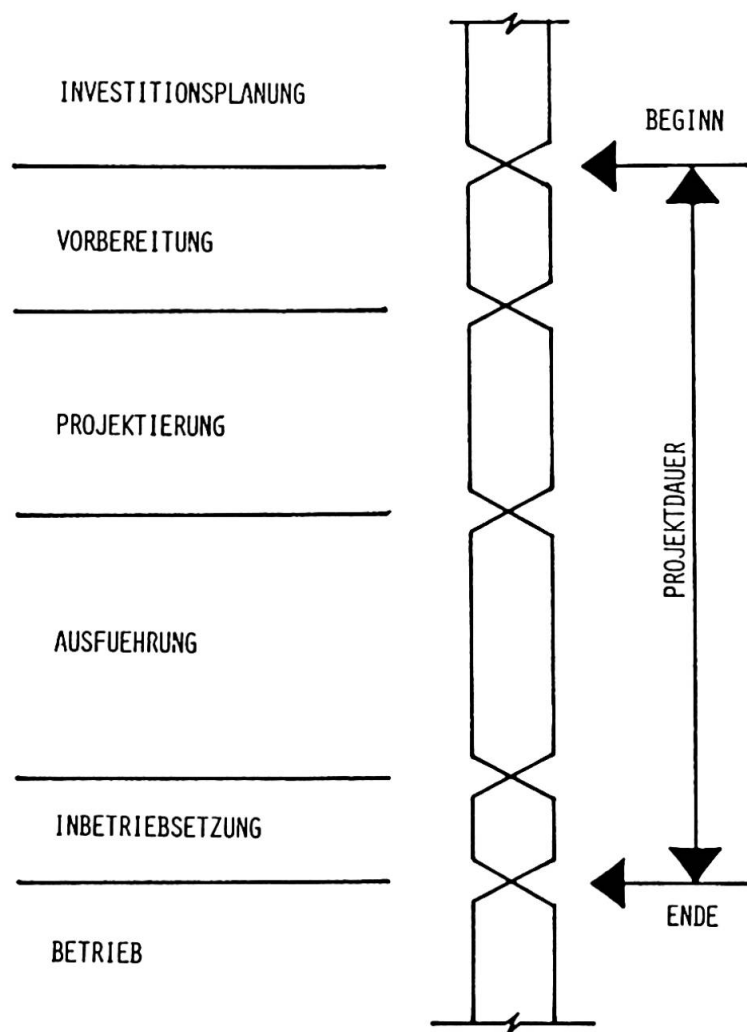 INVESTITIONSPLANUNG
BEGINN
VORBEREITUNG
PROJEKTIERUNG
PROJEKTDAUER
AUSFUEHRUNG
INBETRIEBSETZUNG
ENDE
BETRIEB